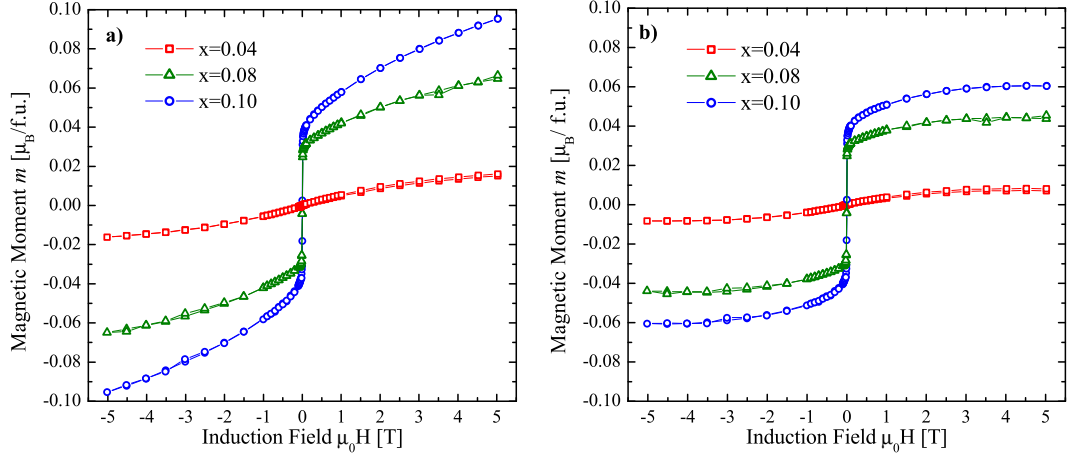 a)
x=0.04
x=0.08
x=0.10
0.10
0.08
0.06
0.04
0.02
0.00
-0.02
-0.04
-0.06
-0.08
-0.10
-5 -4 -3 -2 -1 0 1 2 3 4 5
Magnetic Moment m [μB/f.u.]
Induction Field μ0H [T]
b)
x=0.04
x=0.08
x=0.10
0.10
0.08
0.06
0.04
0.02
0.00
-0.02
-0.04
-0.06
-0.08
-0.10
-5 -4 -3 -2 -1 0 1 2 3 4 5
Magnetic Moment m [μB/ f.u.]
Induction Field μ0H [T]